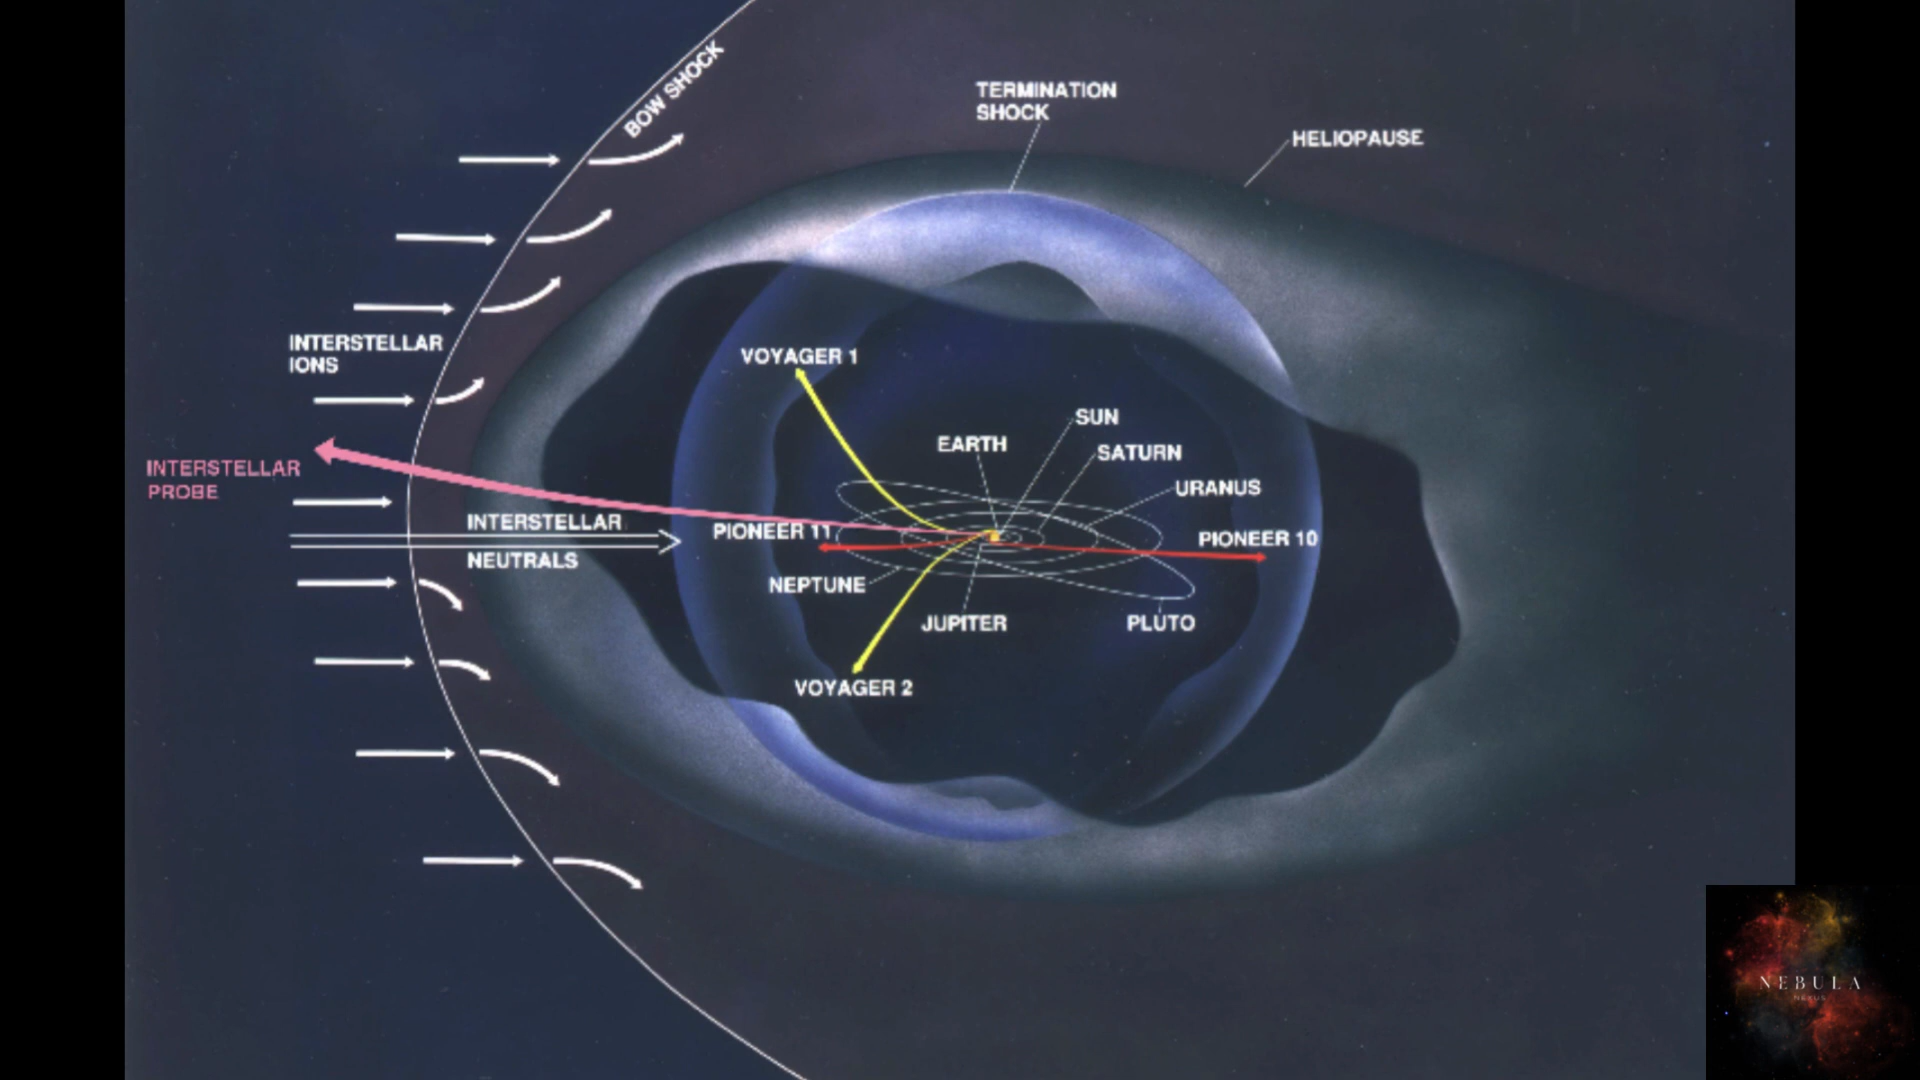 BOW SHOCK
TERMINATION
SHOCK
HELIOPAUSE
INTERSTELLAR
IONS
VOYAGER 1
SUN
EARTH
SATURN
INTERSTELLAR
PROBE
URANUS
INTERSTELLAR
PIONEER 11
PIONEER 10
NEUTRALS
NEPTUNE
JUPITER
PLUTO
VOYAGER 2
NEBULA
NEXUS